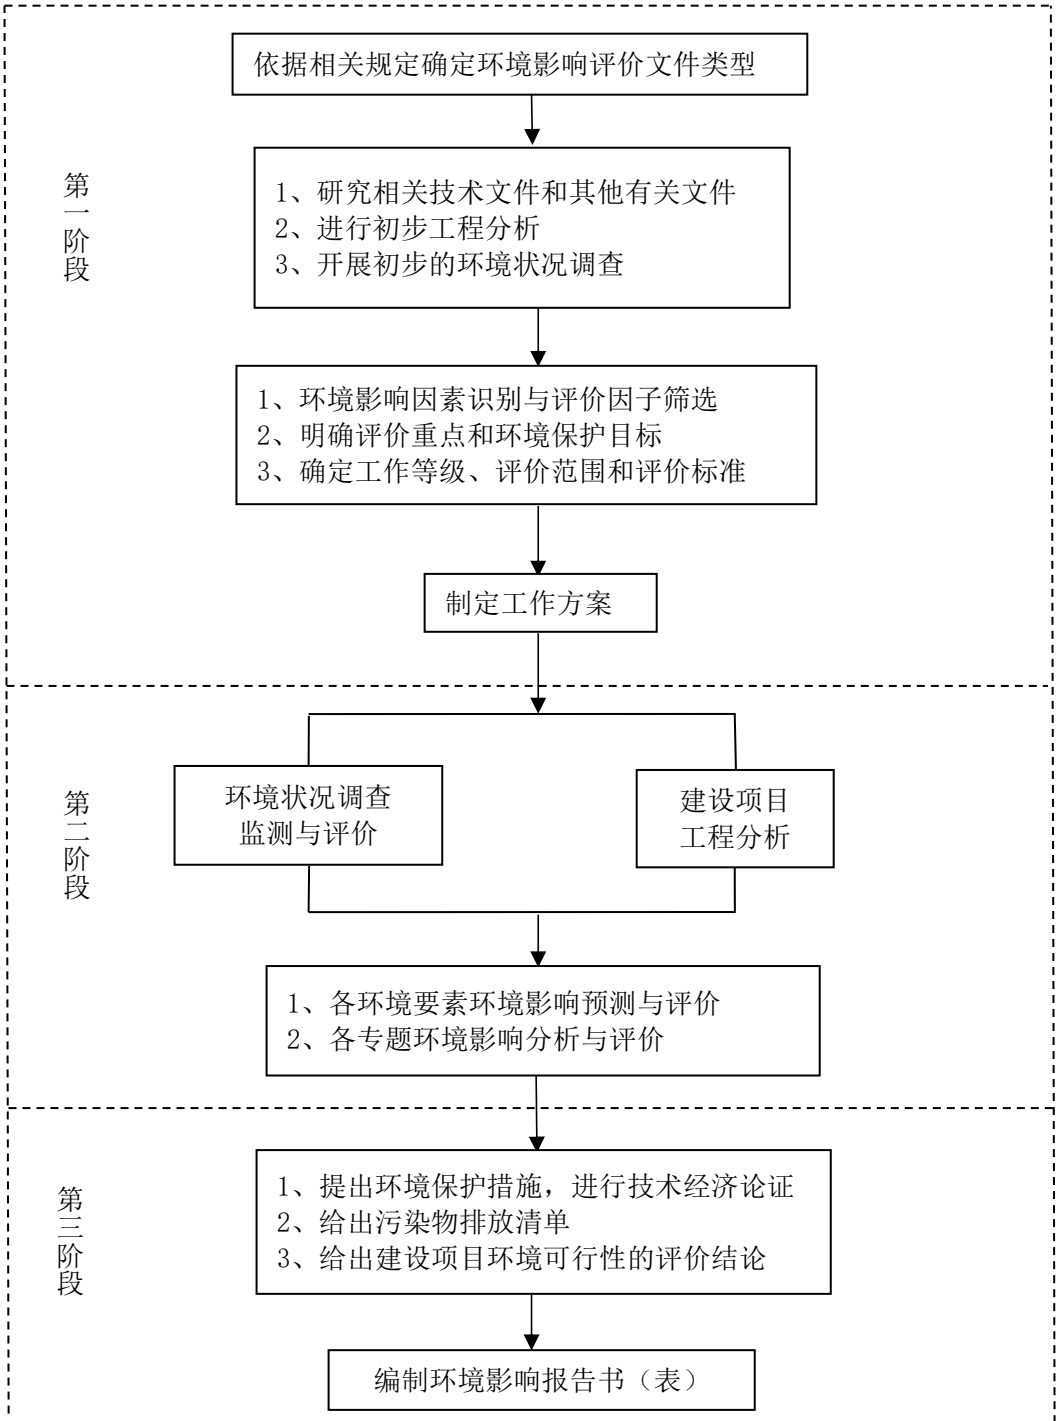 依据相关规定确定环境影响评价文件类型
第一阶段
1、研究相关技术文件和其他有关文件
2、进行初步工程分析
3、开展初步的环境状况调查
1、环境影响因素识别与评价因子筛选
2、明确评价重点和环境保护目标
3、确定工作等级、评价范围和评价标准
制定工作方案
第二阶段
环境状况调查
监测与评价
建设项目
工程分析
1、各环境要素环境影响预测与评价
2、各专题环境影响分析与评价
第三阶段
1、提出环境保护措施，进行技术经济论证
2、给出污染物排放清单
3、给出建设项目环境可行性的评价结论
编制环境影响报告书（表）